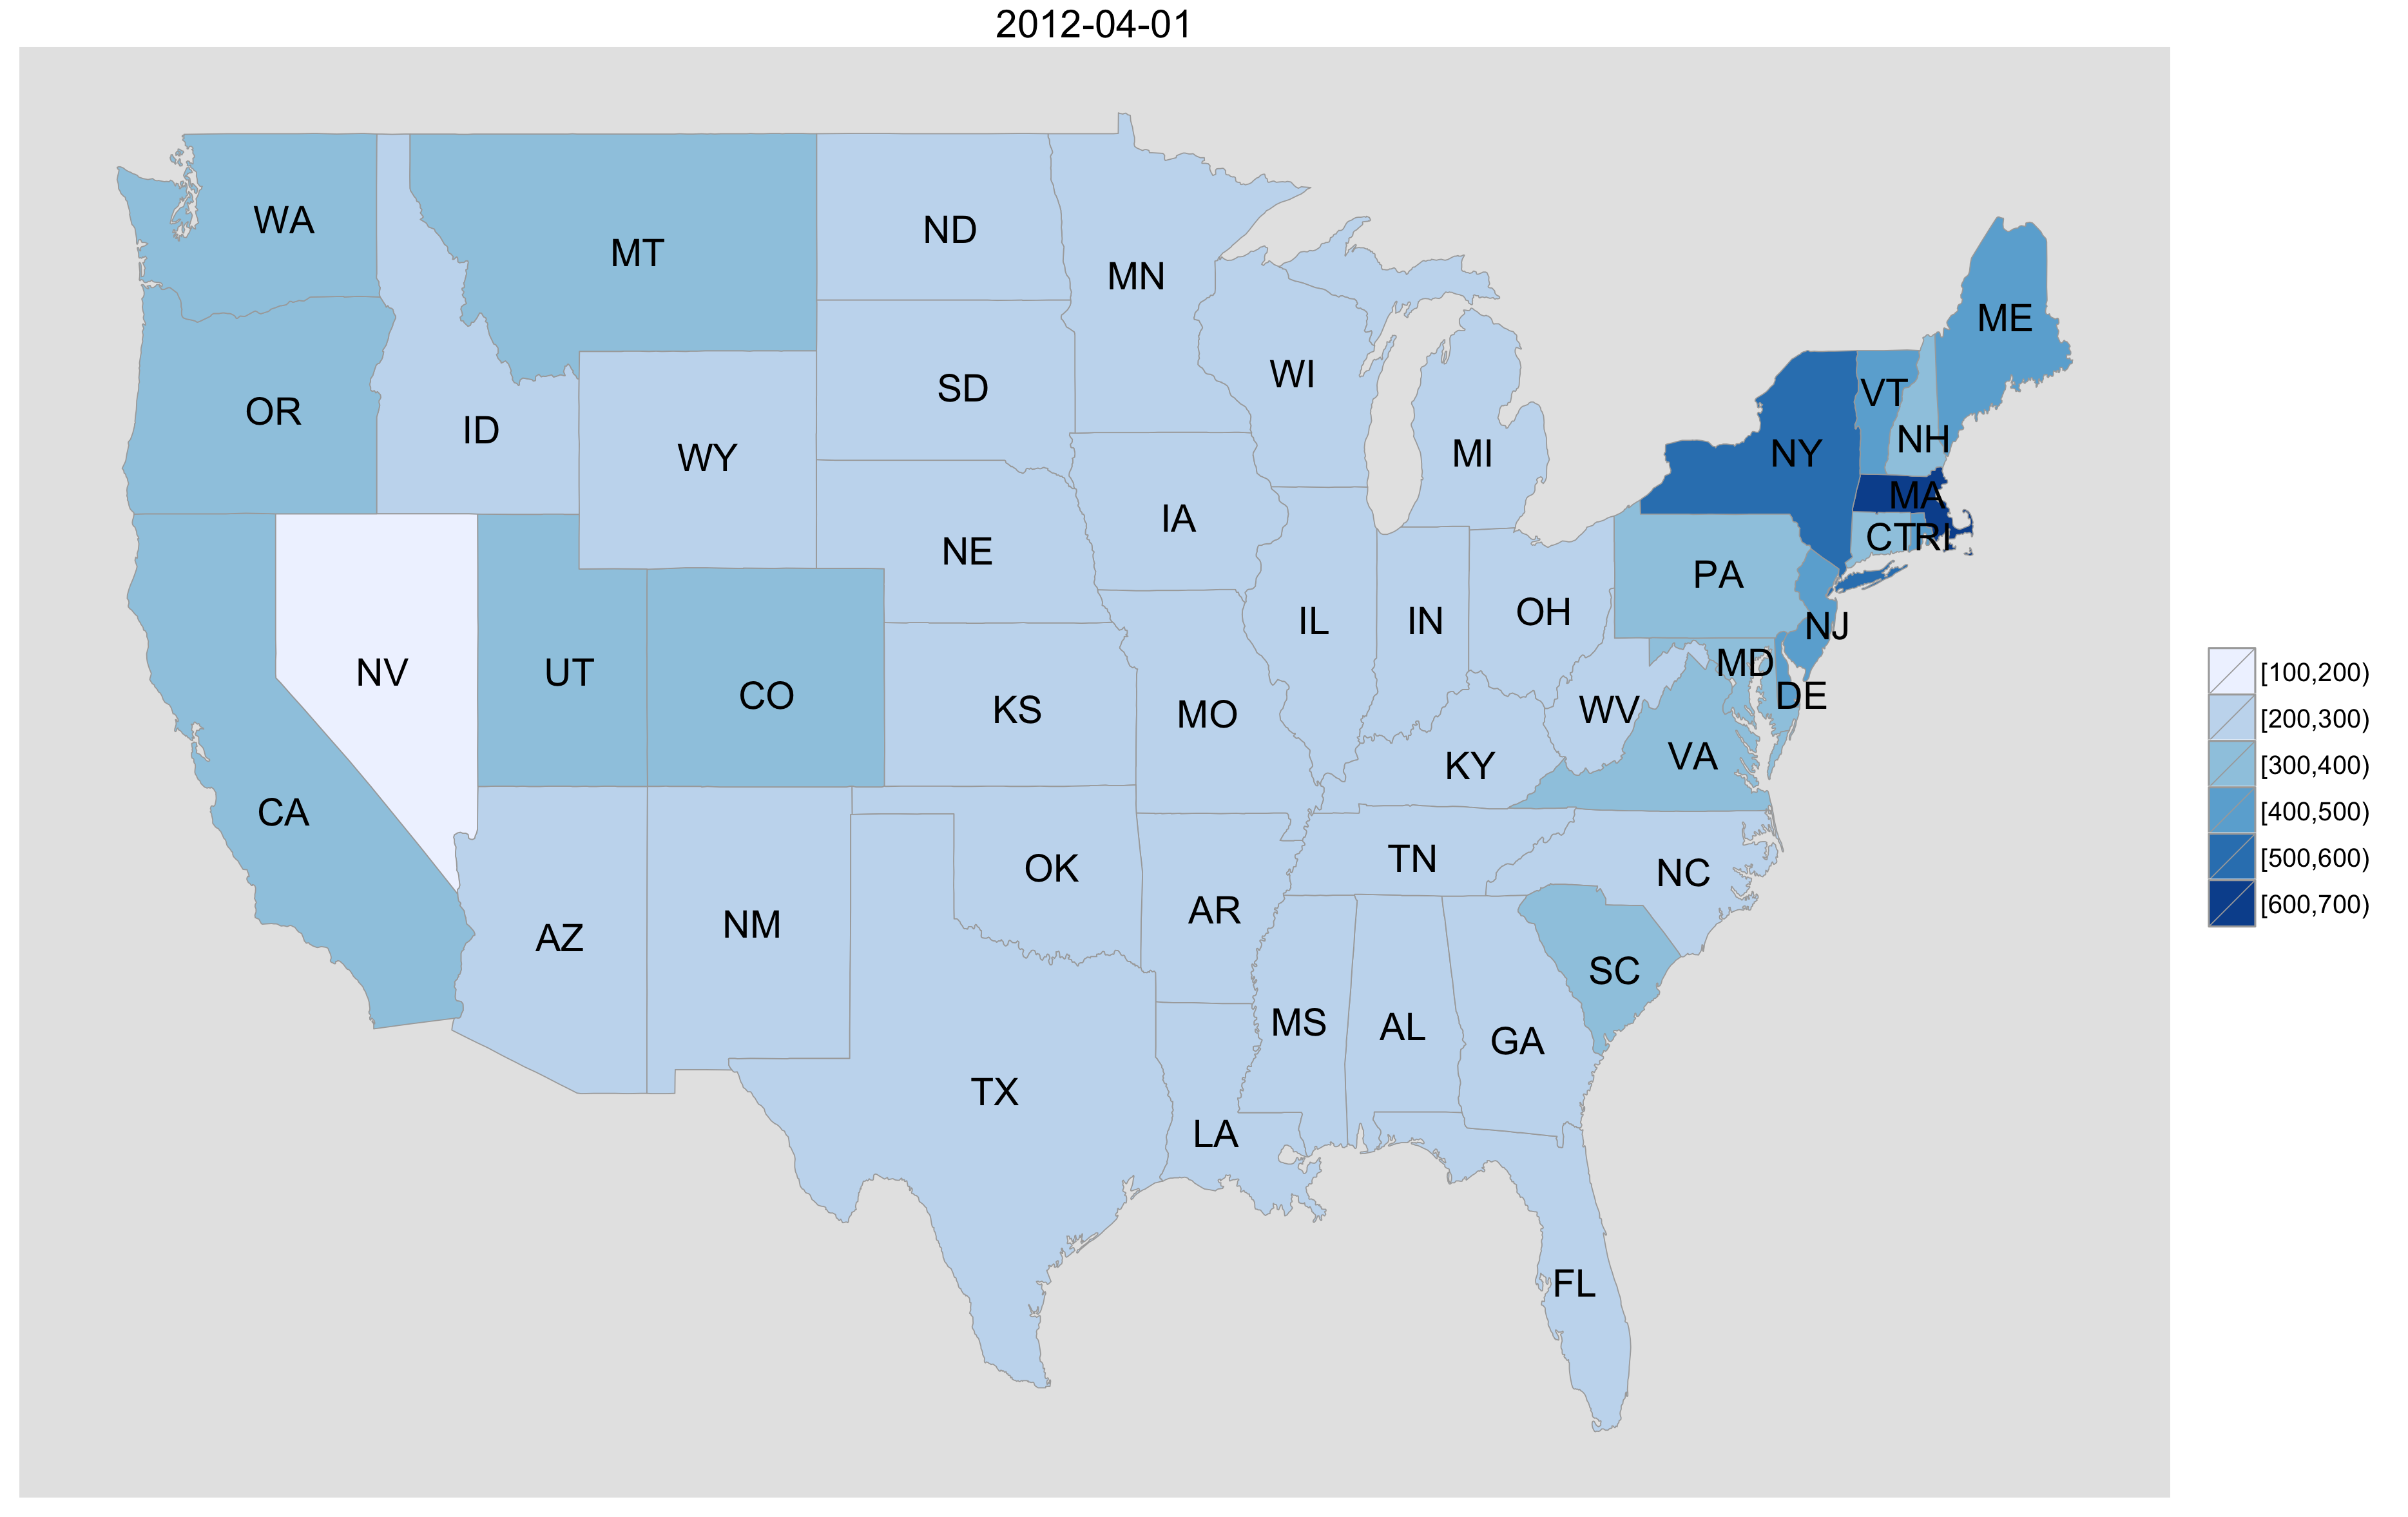 2012-04-01
WA
MT
ND
MN
ME
OR
ID
WY
SD
WI
MI
NY
VT
NH
MA
CT
RI
IA
NE
PA
NJ
NV
UT
CO
KS
MO
IL
IN
OH
WV
MD
DE
VA
KY
CA
AZ
NM
OK
AR
TN
NC
SC
TX
LA
MS
AL
GA
FL
[100,200)
[200,300)
[300,400)
[400,500)
[500,600)
[600,700)